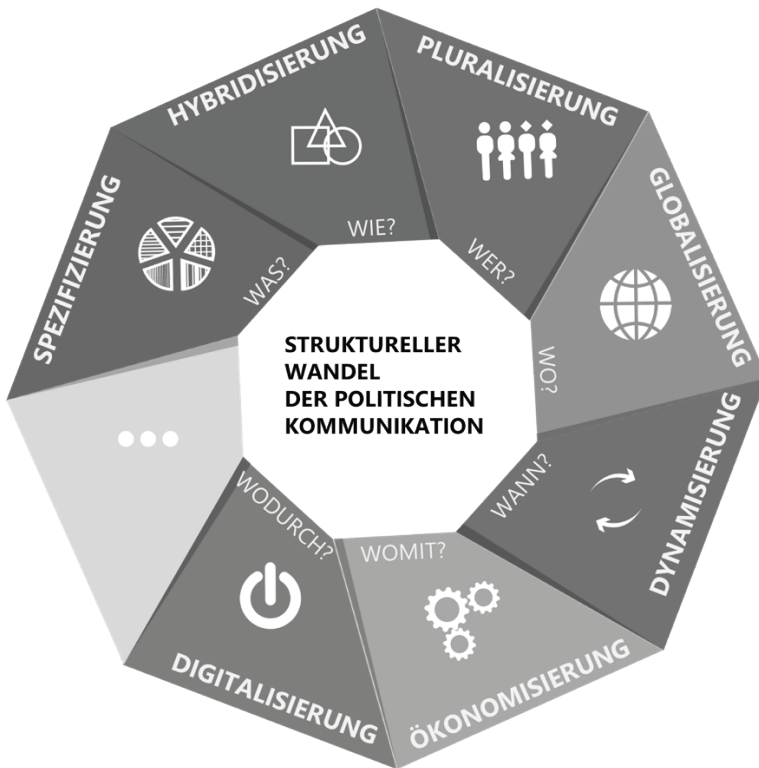 HYBRIDISIERUNG
WIE?
PLURALISIERUNG
WER?
GLOBALISIERUNG
WO?
DYNAMISIERUNG
WANN?
ÖKONOMISIERUNG
WOMIT?
DIGITALISIERUNG
WODURCH?
SPEZIFIZIERUNG
WAS?
STRUKTURELLER
WANDEL
DER POLITISCHEN
KOMMUNIKATION